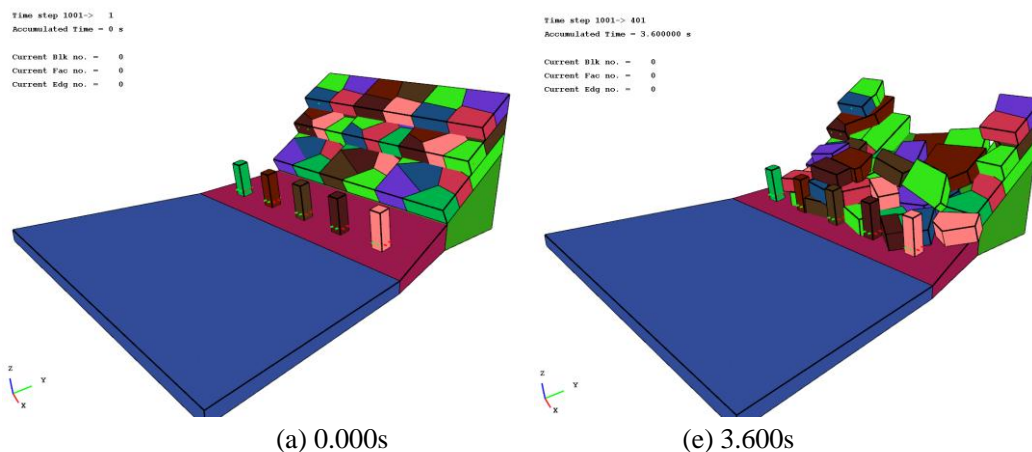 Time step 1001-> 1
Accumulated Time = 0 s
Current Blk no. = 0
Current Fac no. = 0
Current Edg no. = 0
Z
Y
X
(a) 0.000s
Time step 1001-> 401
Accumulated Time = 3.600000 s
Current Blk no. = 0
Current Fac no. = 0
Current Edg no. = 0
Z
Y
X
(e) 3.600s